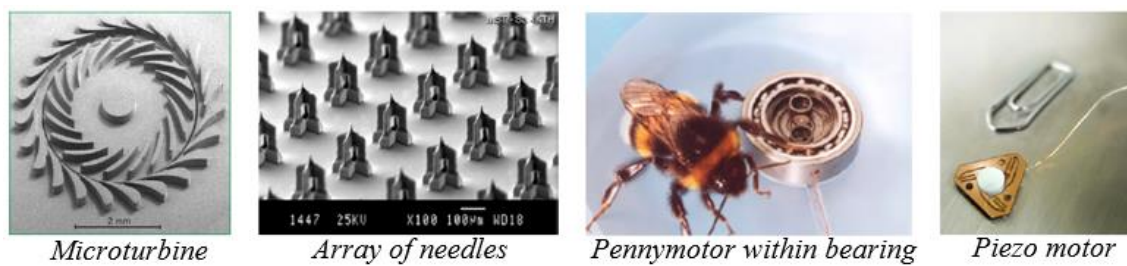 2 mm
1447 25KV X100 100µm WD18
Microturbine
Array of needles
Pennymotor within bearing
Piezo motor